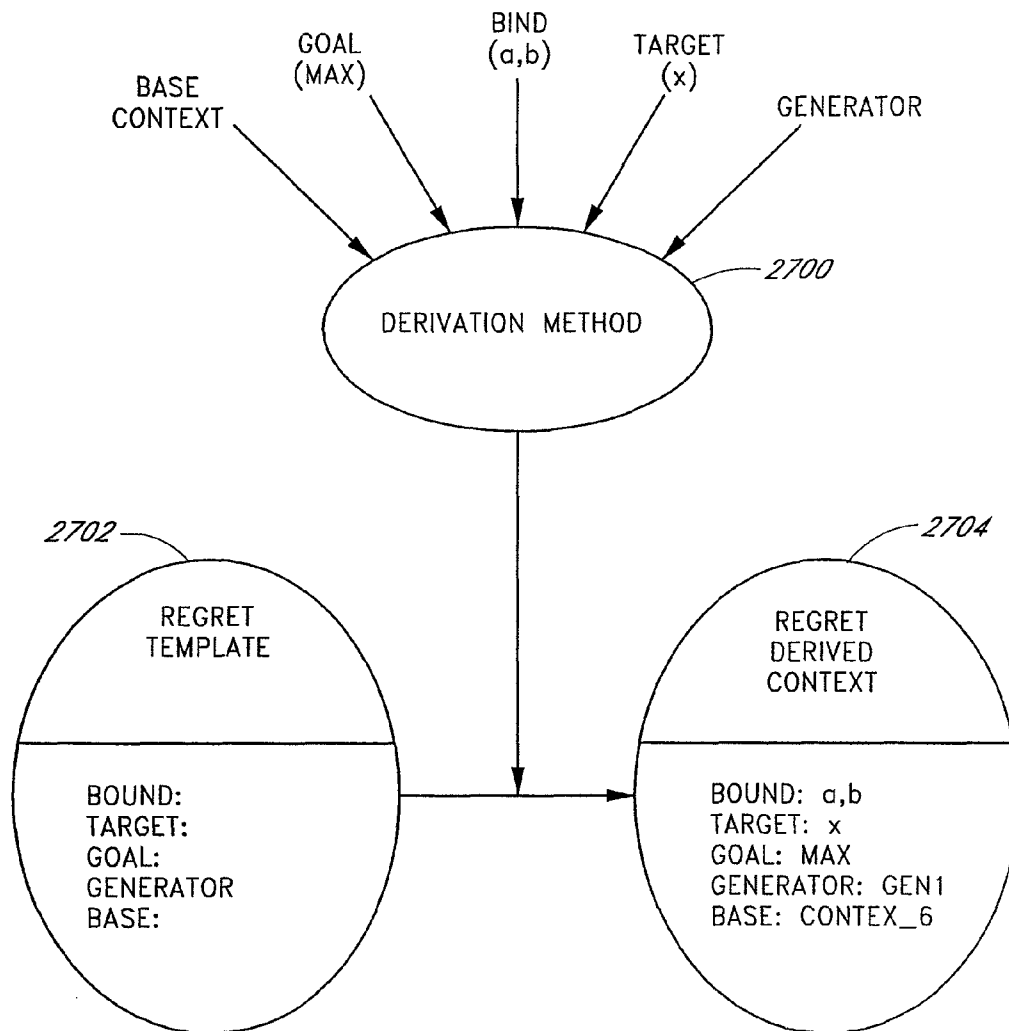 BASE
CONTEXT
GOAL
(MAX)
BIND
(a,b)
TARGET
(x)
GENERATOR
2700
DERIVATION METHOD
2702
REGRET
TEMPLATE
BOUND:
TARGET:
GOAL:
GENERATOR
BASE:
2704
REGRET
DERIVED
CONTEXT
BOUND: a,b
TARGET: x
GOAL: MAX
GENERATOR: GEN1
BASE: CONTEX_6